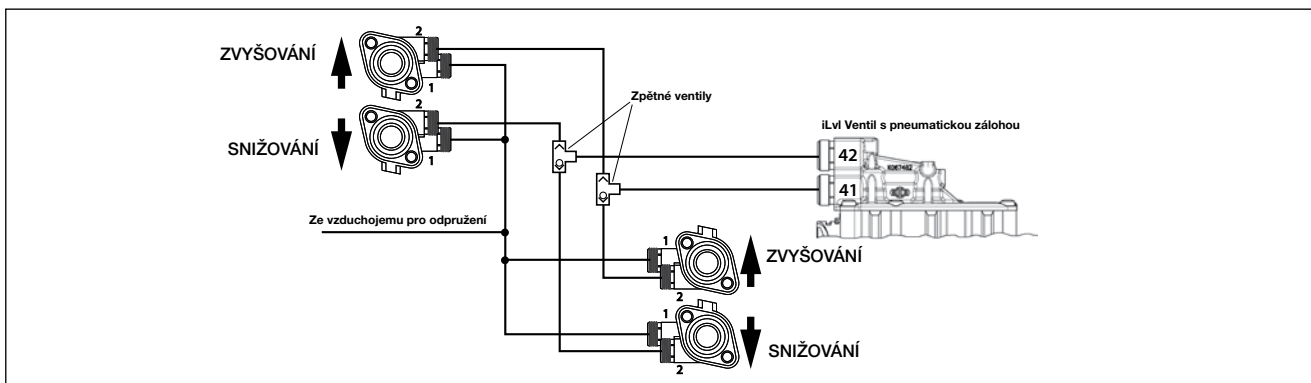 2
ZVYŠOVÁNÍ
1
2
SNIŽOVÁNÍ
1
Zpětné ventily
iLvl Ventil s pneumatickou zálohou
42
K067482
41
Ze vzduchojemu pro odpružení
1
ZVYŠOVÁNÍ
2
1
SNIŽOVÁNÍ
2